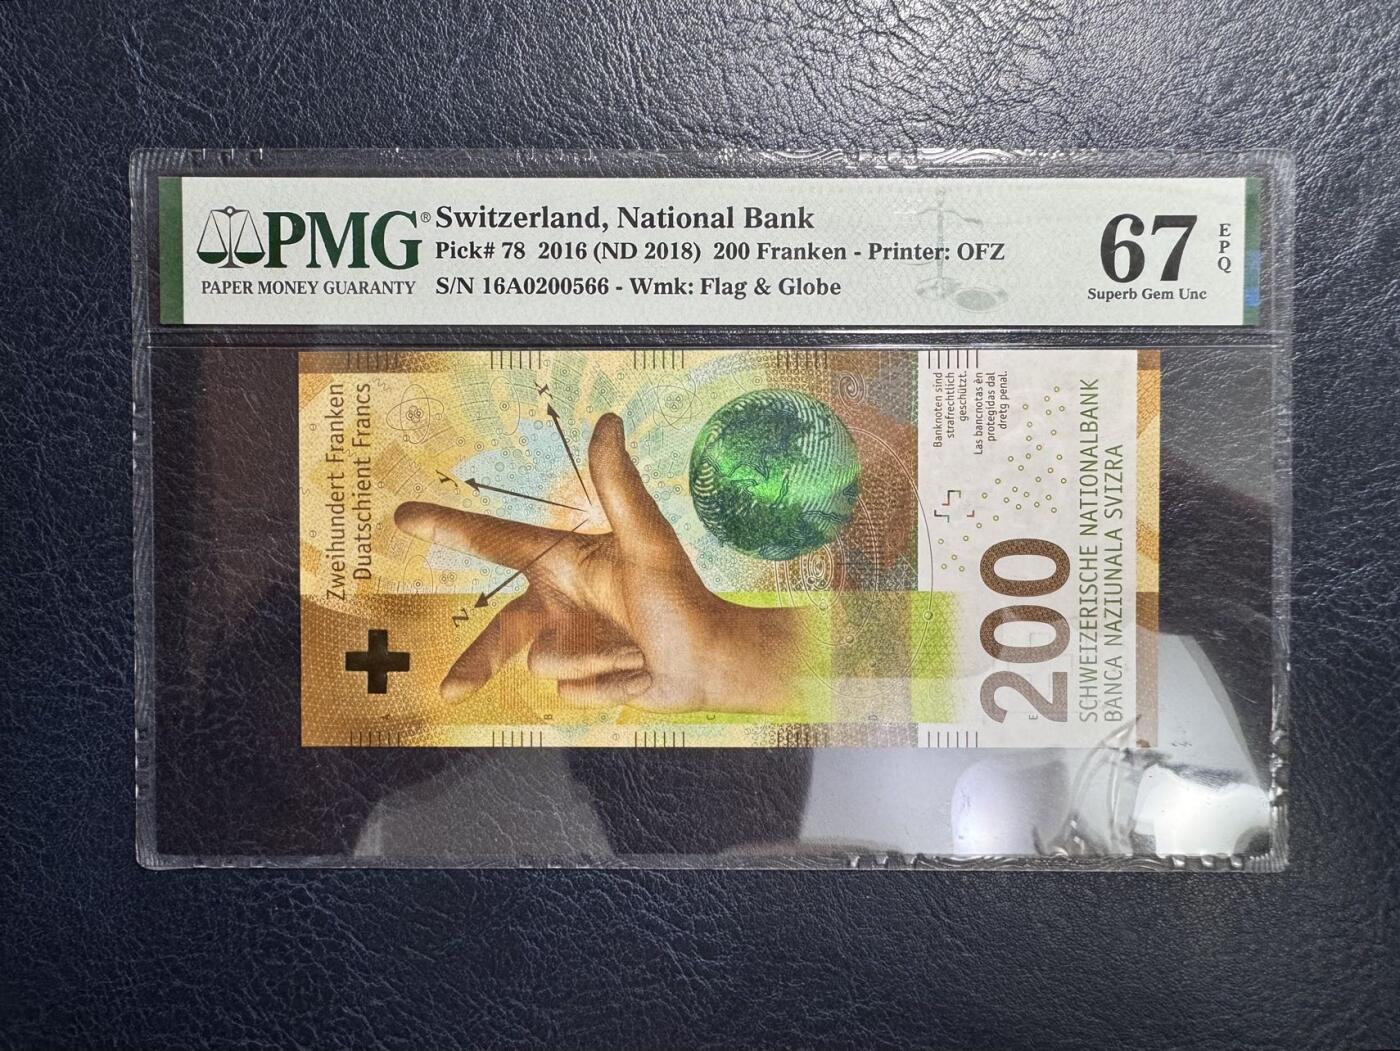 PMG®
PAPER MONEY GUARANTY
Switzerland, National Bank
Pick# 78 2016 (ND 2018) 200 Franken - Printer: OFZ
S/N 16A0200566 - Wmk: Flag & Globe
67
EPQ
Superb Gem Unc
Zweihundert Franken
Duatschient Francs
x
y
z
Banknoten sind
strafrechtlich
geschützt.
Las bancnotas èn
protegidas dal
dretg penal.
200
SCHWEIZERISCHE NATIONALBANK
BANCA NAZIUNALA SVIZRA
A
B
C
D
E